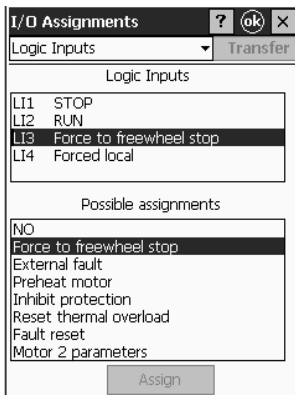 I/O Assignments ? ok ×
Logic Inputs Transfer
Logic Inputs
LI1 STOP
LI2 RUN
LI3 Force to freewheel stop
LI4 Forced local
Possible assignments
NO
Force to freewheel stop
External fault
Preheat motor
Inhibit protection
Reset thermal overload
Fault reset
Motor 2 parameters
Assign